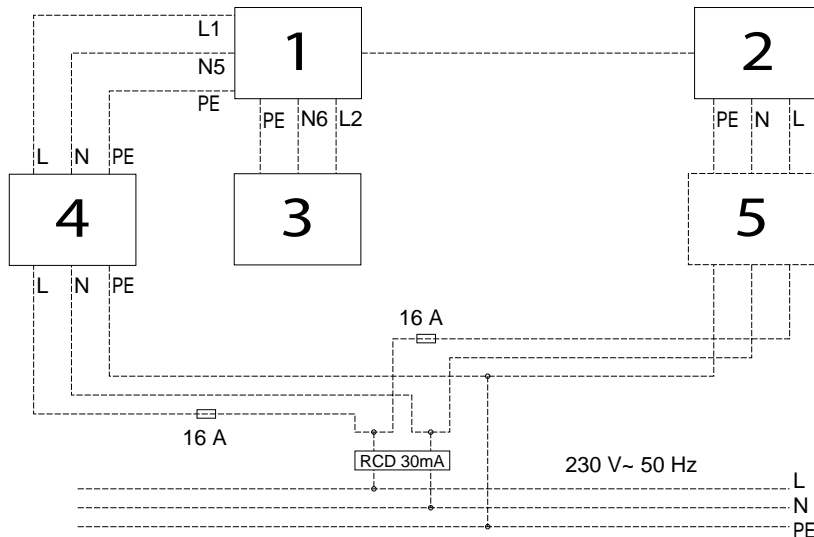 L1
1
2
N5
PE
PE N6 L2
PE N L
L N PE
4
3
5
L N PE
16 A
16 A
RCD 30mA
230 V~ 50 Hz
L
N
PE